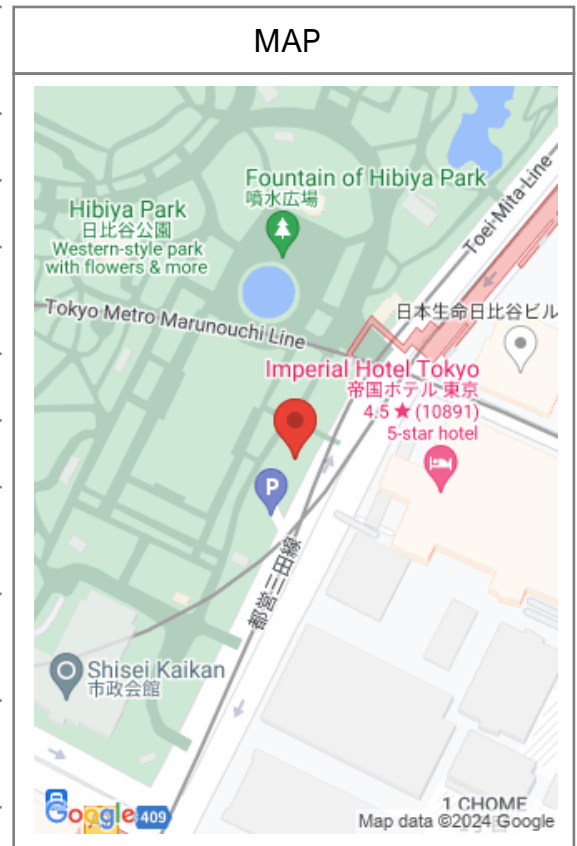 MAP
Fountain of Hibiya Park
噴水広場
Hibiya Park
日比谷公園
Western-style park
with flowers & more
Toei-Mita-Line
Tokyo Metro Marunouchi Line
日本生命日比谷ビル
Imperial Hotel Tokyo
帝国ホテル 東京
4.5 ★ (10891)
5-star hotel
P
都営三田線
Shisei Kaikan
市政会館
1 CHOME
Google
409
Map data ©2024 Google